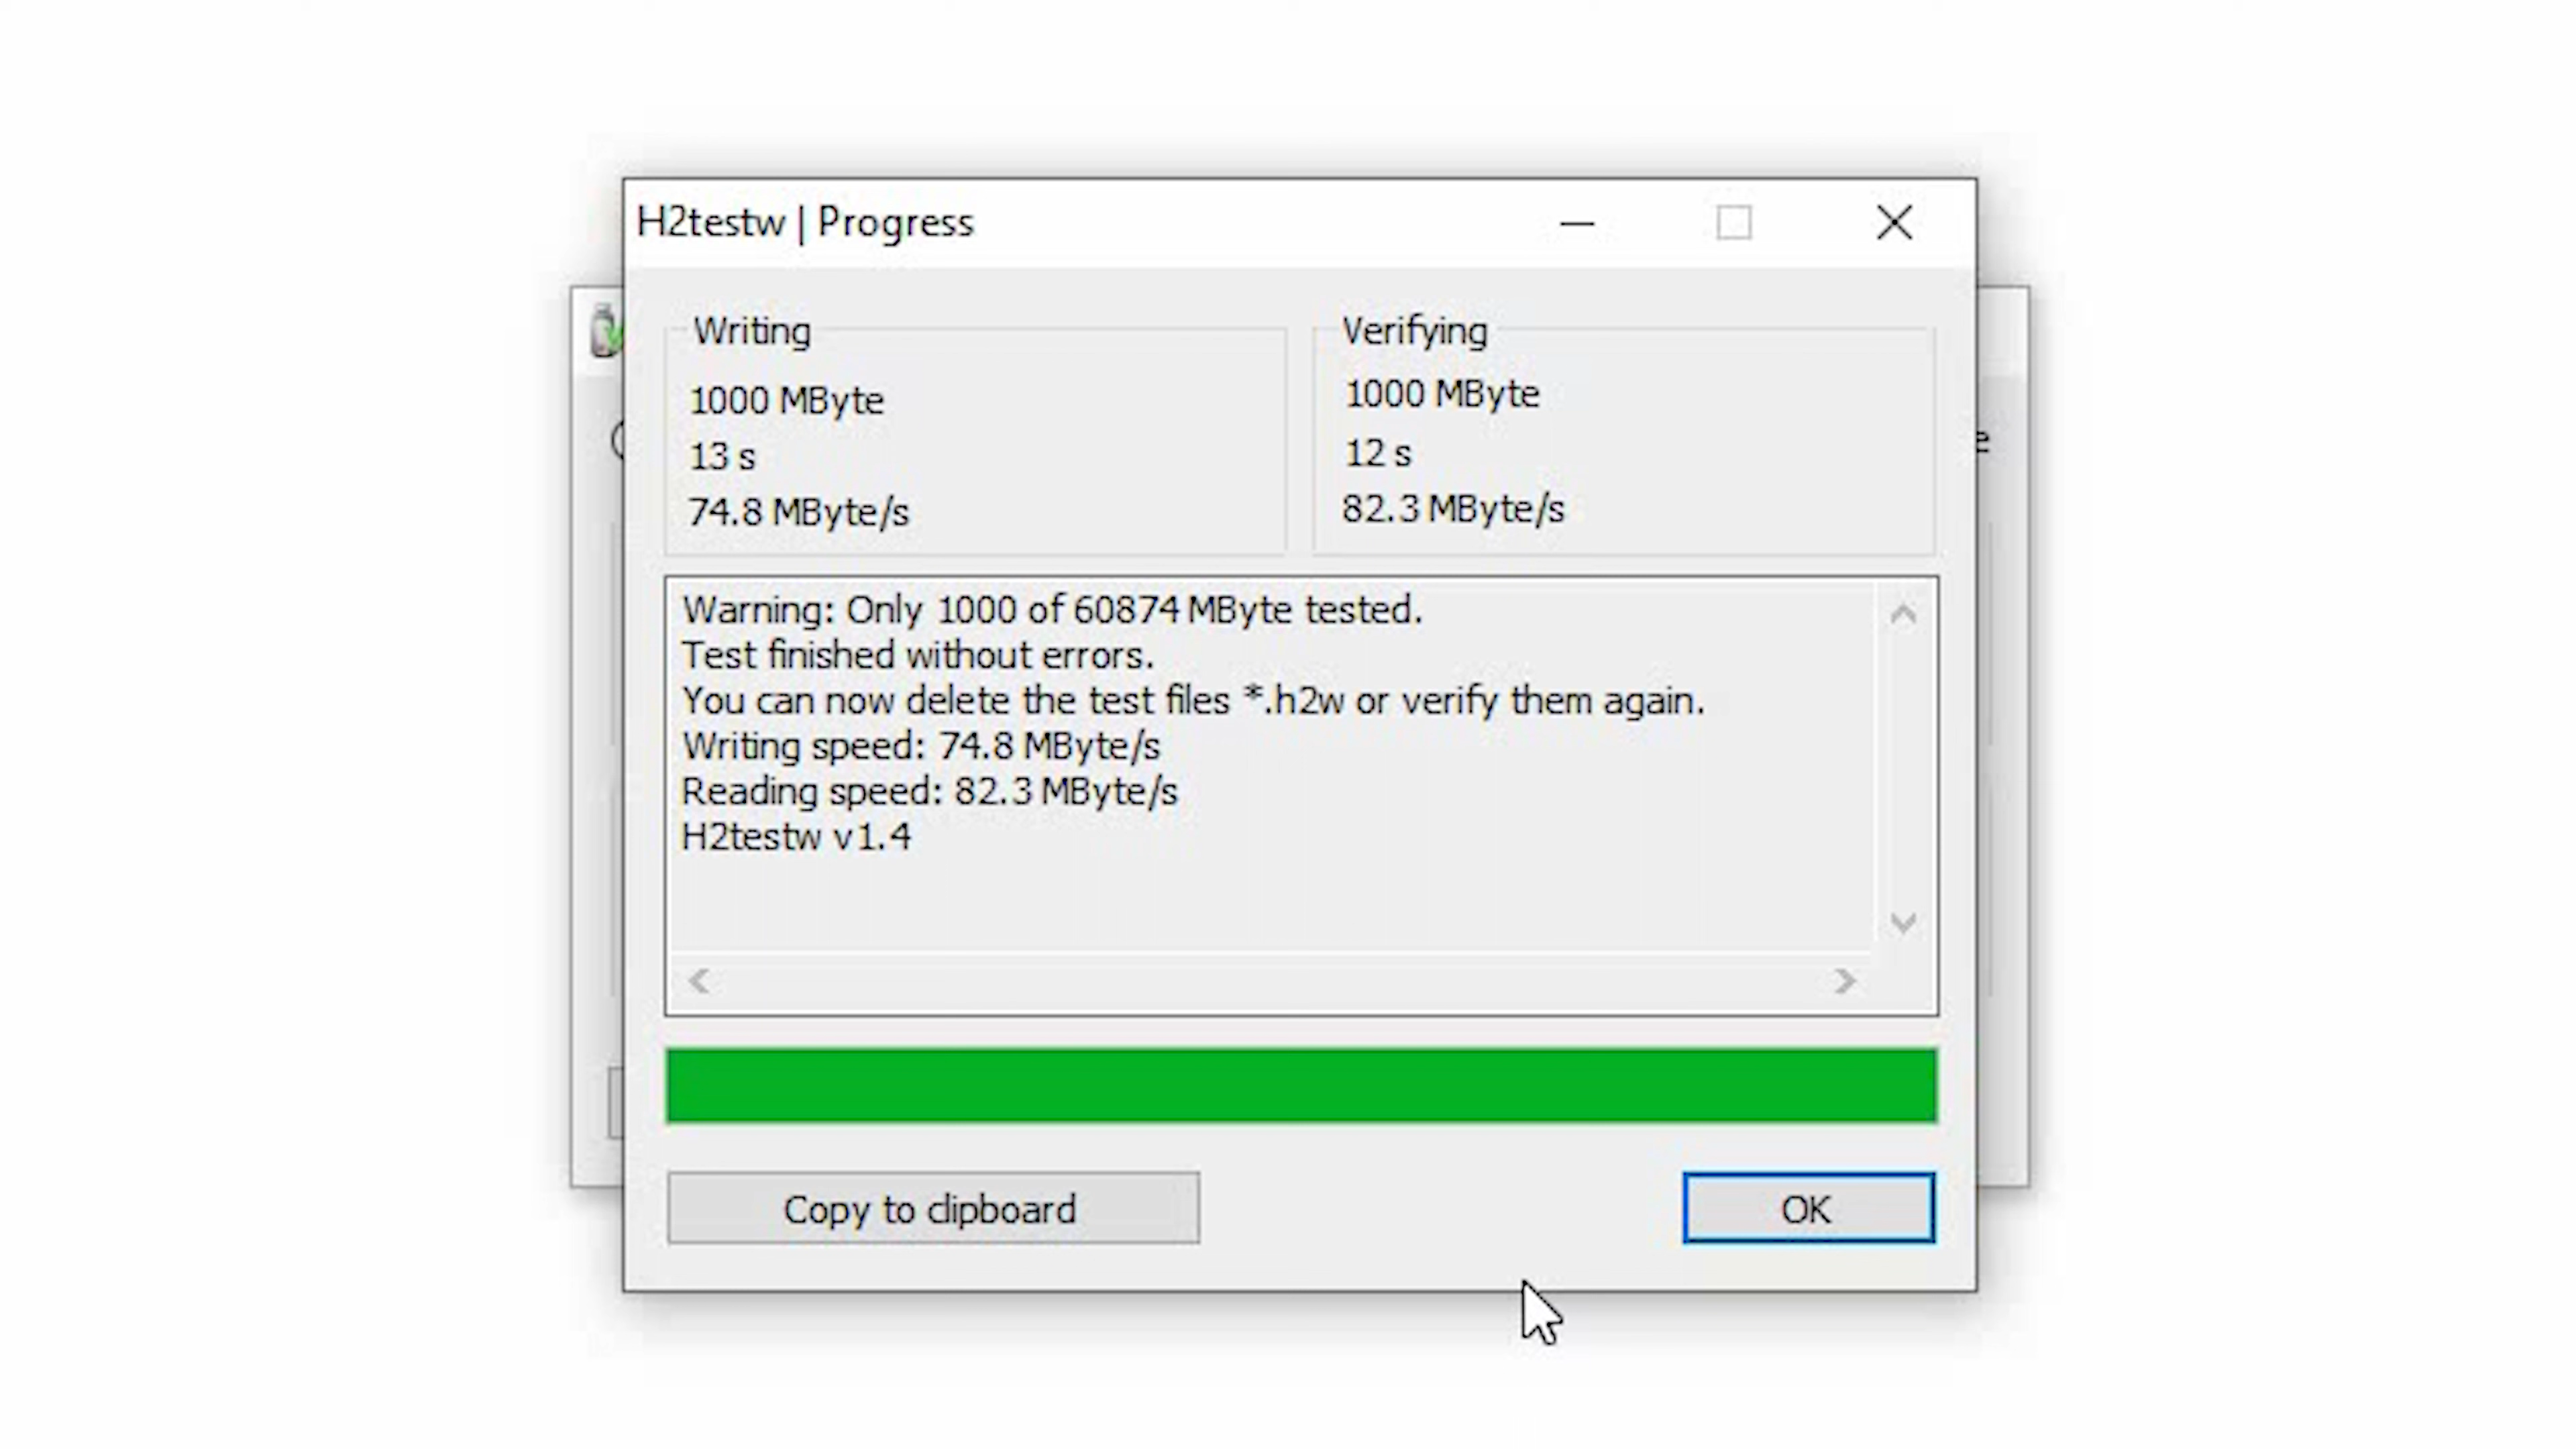 H2testw | Progress
Writing
1000 MByte
13 s
74.8 MByte/s
Verifying
1000 MByte
12 s
82.3 MByte/s
Warning: Only 1000 of 60874 MByte tested.
Test finished without errors.
You can now delete the test files *.h2w or verify them again.
Writing speed: 74.8 MByte/s
Reading speed: 82.3 MByte/s
H2testw v1.4
Copy to clipboard
OK